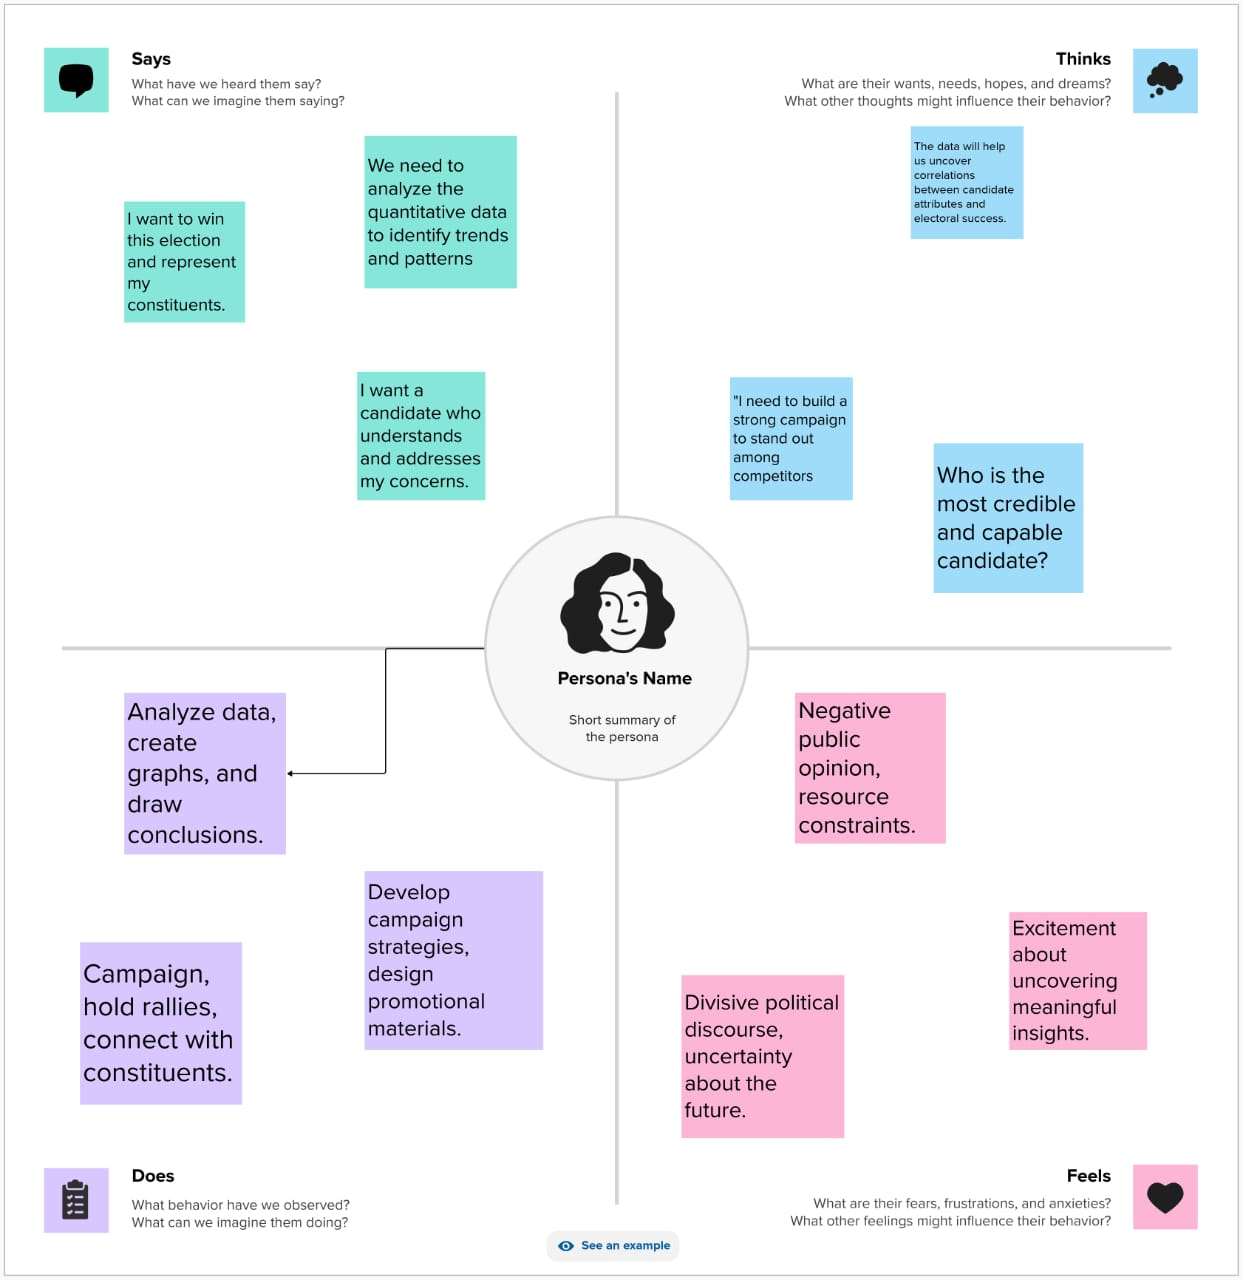 Says
What have we heard them say?
What can we imagine them saying?
Thinks
What are their wants, needs, hopes, and dreams?
What other thoughts might influence their behavior?
We need to
analyze the
quantitative data
to identify trends
and patterns
I want to win
this election
and represent
my
constituents.
I want a
candidate who
understands
and addresses
my concerns.
The data will help
us uncover
correlations
between candidate
attributes and
electoral success.
"I need to build a
strong campaign
to stand out
among
competitors
Who is the
most credible
and capable
candidate?
Persona's Name
Short summary of
the persona
Analyze data,
create
graphs, and
draw
conclusions.
Develop
campaign
strategies,
design
promotional
materials.
Campaign,
hold rallies,
connect with
constituents.
Negative
public
opinion,
resource
constraints.
Excitement
about
uncovering
meaningful
insights.
Divisive political
discourse,
uncertainty
about the
future.
Does
What behavior have we observed?
What can we imagine them doing?
Feels
What are their fears, frustrations, and anxieties?
What other feelings might influence their behavior?
See an example